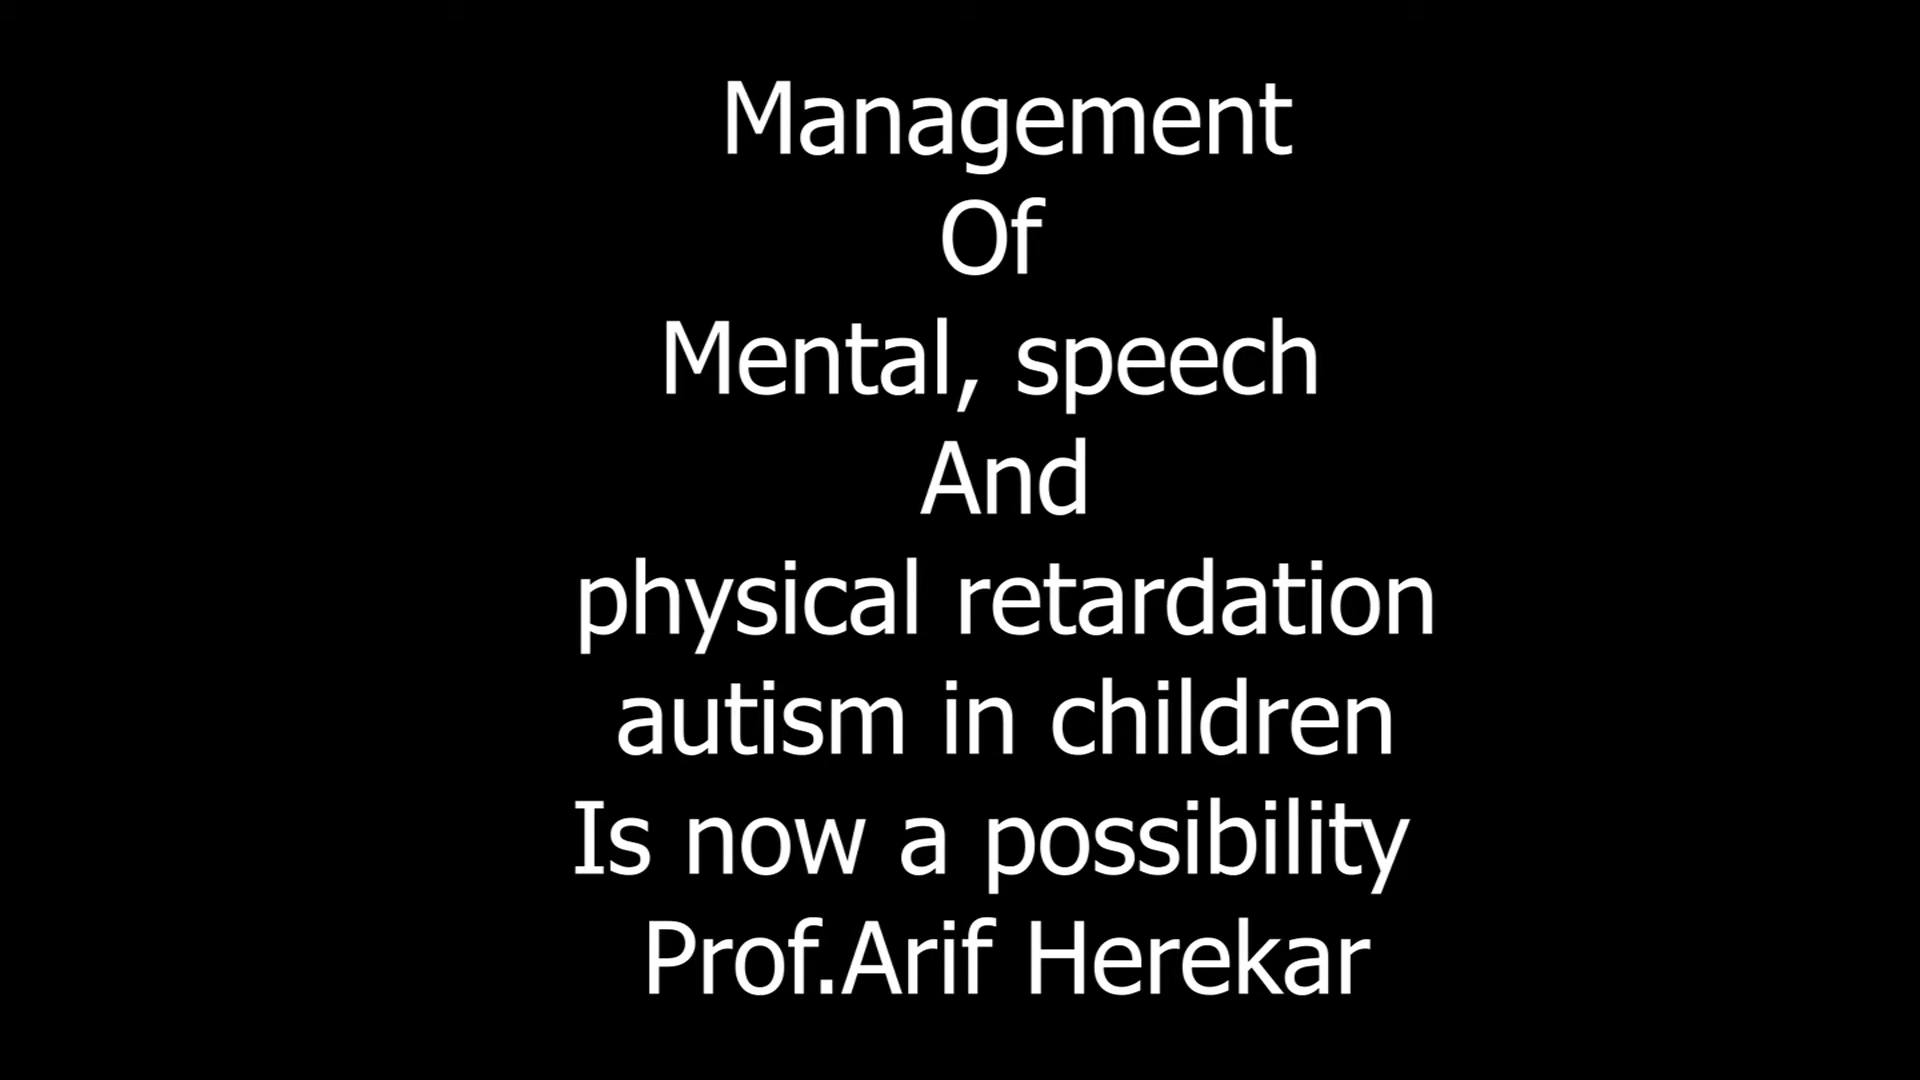 Management
Of
Mental, speech
And
physical retardation
autism in children
Is now a possibility
Prof.Arif Herekar